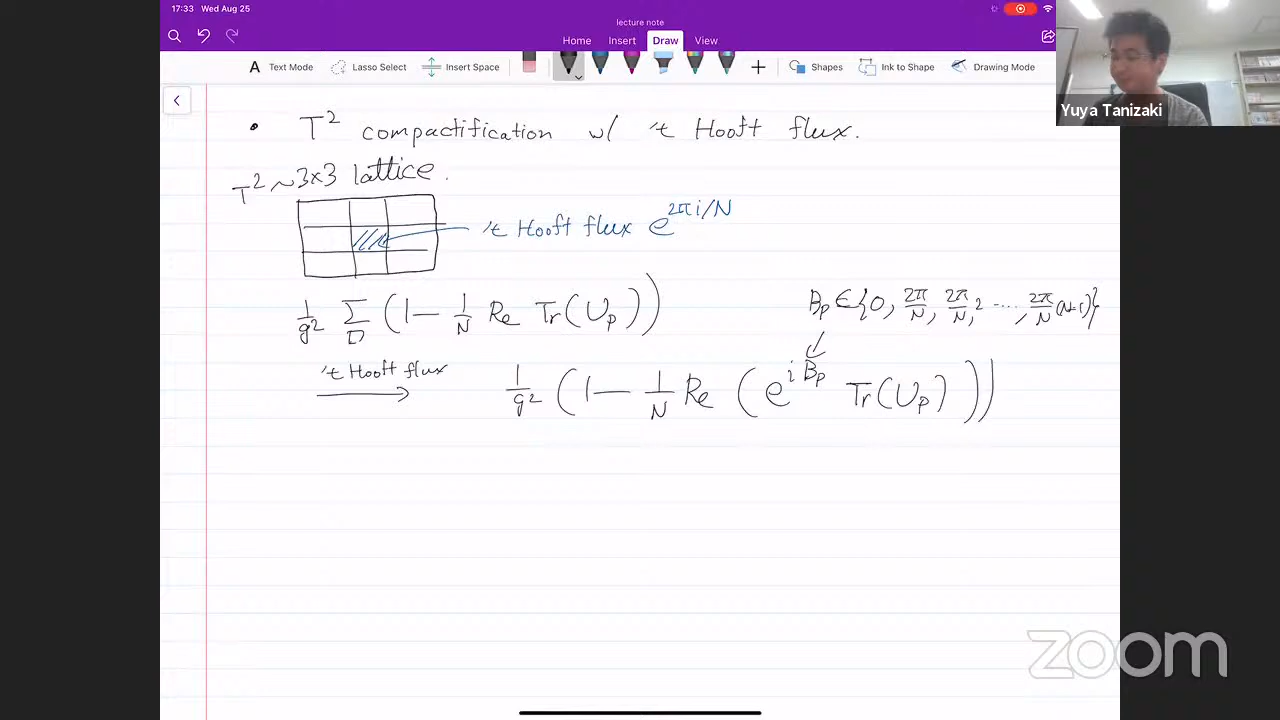 17:33 Wed Aug 25
lecture note
Home Insert Draw View
Text Mode Lasso Select Insert Space + Shapes Ink to Shape Drawing Mode
Yuya Tanizaki
• T² compactification w/ 't Hooft flux.
T² ~ 3×3 lattice.
't Hooft flux e^{2πi/N}
1/g² Σ_□ (1 − 1/N Re Tr(U_p))
B_p ∈ {0, 2π/N, 2π/N·2, ..., 2π/N (N-1)}
't Hooft flux
1/g² (1 − 1/N Re (e^{iB_p} Tr(U_p)))
zoom